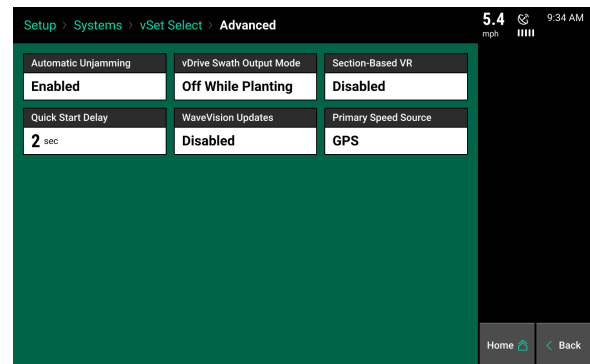 Setup > Systems > vSet Select > Advanced
5.4 mph
9:34 AM
Automatic Unjamming
Enabled
vDrive Swath Output Mode
Off While Planting
Section-Based VR
Disabled
Quick Start Delay
2 sec
WaveVision Updates
Disabled
Primary Speed Source
GPS
Home
< Back